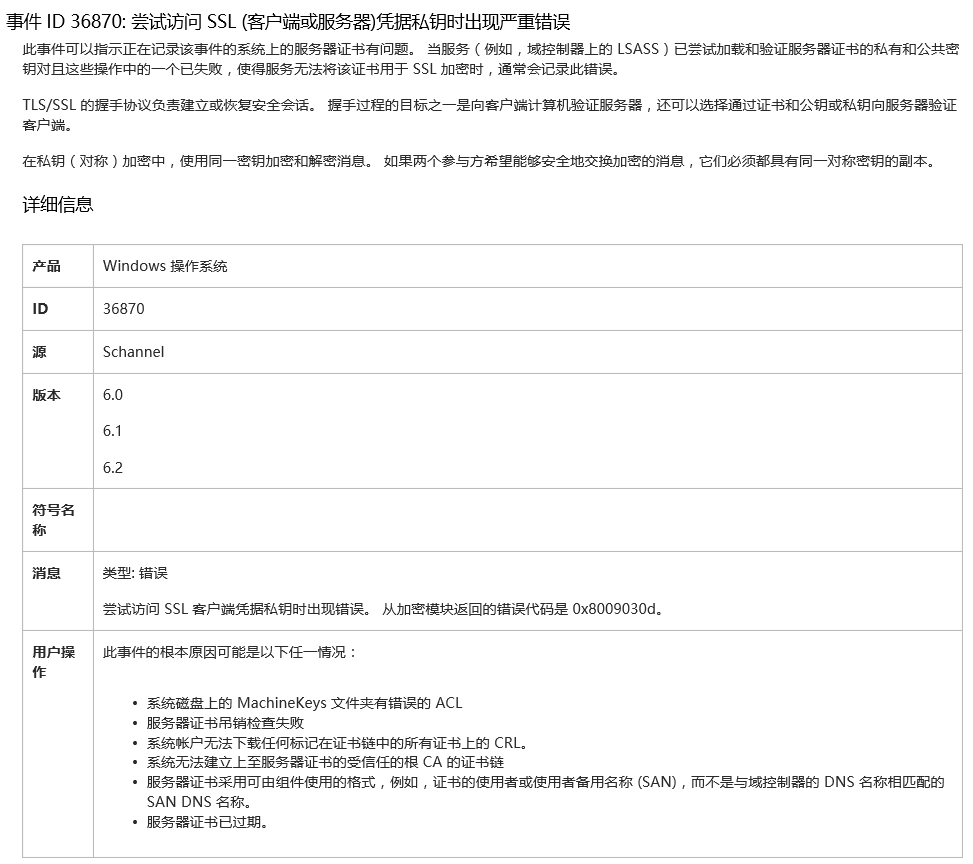 事件 ID 36870: 尝试访问 SSL (客户端或服务器)凭据私钥时出现严重错误
此事件可以指示正在记录该事件的系统上的服务器证书有问题。 当服务（例如，域控制器上的 LSASS）已尝试加载和验证服务器证书的私有和公共密
钥对且这些操作中的一个已失败，使得服务无法将该证书用于 SSL 加密时，通常会记录此错误。
TLS/SSL 的握手协议负责建立或恢复安全会话。 握手过程的目标之一是向客户端计算机验证服务器，还可以选择通过证书和公钥或私钥向服务器验证
客户端。
在私钥（对称）加密中，使用同一密钥加密和解密消息。 如果两个参与方希望能够安全地交换加密的消息，它们必须都具有同一对称密钥的副本。
详细信息
产品 Windows 操作系统
ID 36870
源 Schannel
版本 6.0
6.1
6.2
符号名
称
消息 类型: 错误
尝试访问 SSL 客户端凭据私钥时出现错误。 从加密模块返回的错误代码是 0x8009030d。
用户操 此事件的根本原因可能是以下任一情况：
作
• 系统磁盘上的 MachineKeys 文件夹有错误的 ACL
• 服务器证书吊销检查失败
• 系统帐户无法下载任何标记在证书链中的所有证书上的 CRL。
• 系统无法建立上至服务器证书的受信任的根 CA 的证书链
• 服务器证书采用可由组件使用的格式，例如，证书的使用者或使用者备用名称 (SAN)，而不是与域控制器的 DNS 名称相匹配的
SAN DNS 名称。
• 服务器证书已过期。